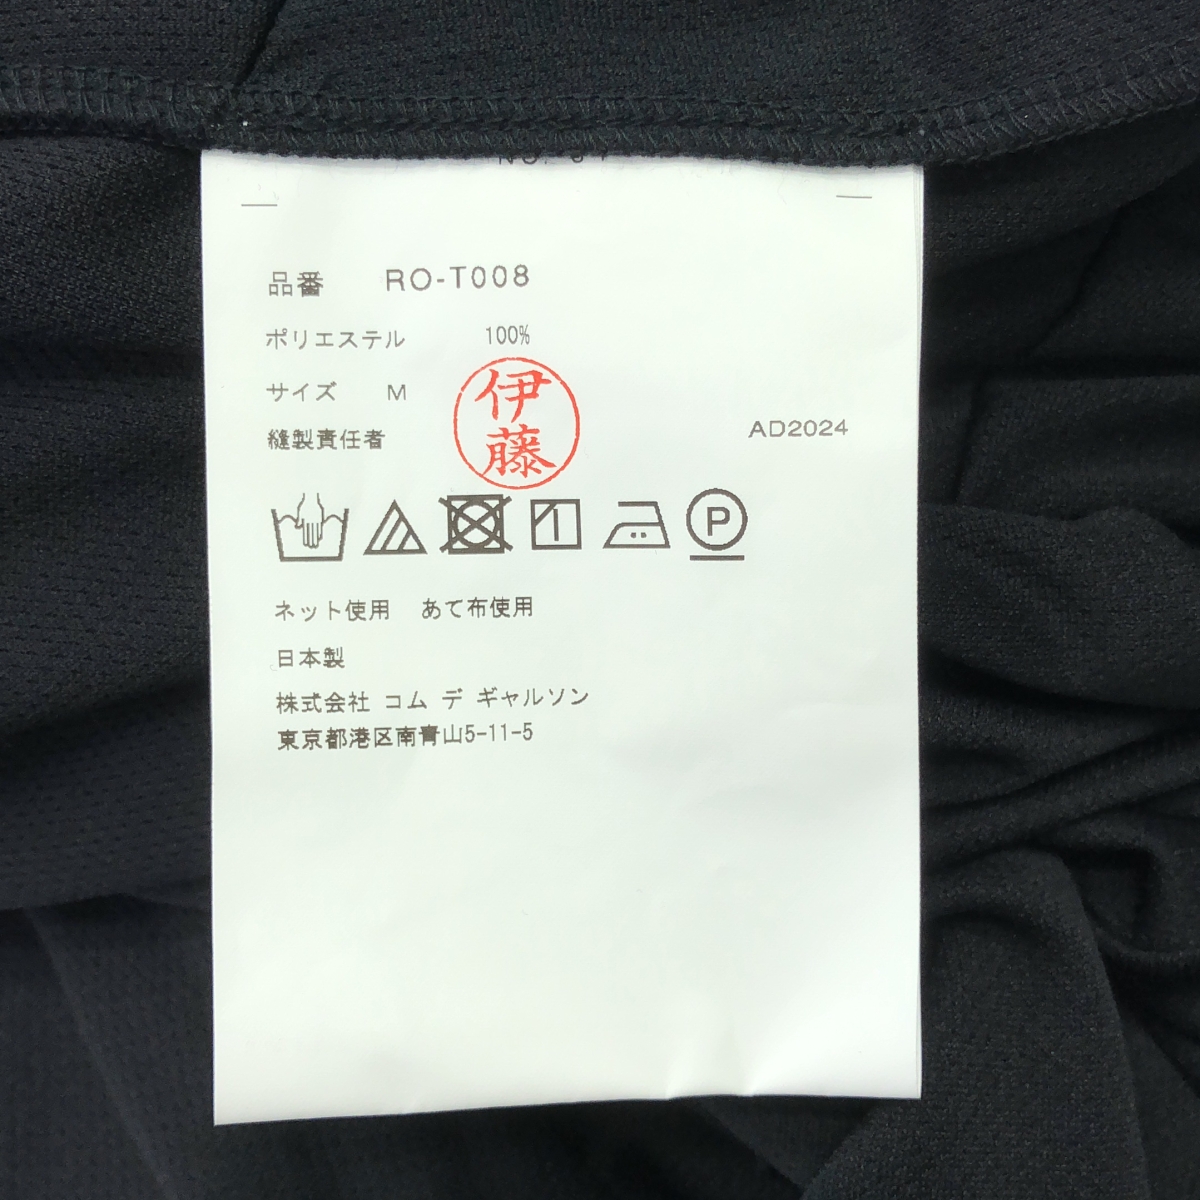 品番 RO-T008
ポリエステル 100%
サイズ M
伊藤
縫製責任者
AD2024
P
ネット使用 あて布使用
日本製
株式会社 コム デ ギャルソン
東京都港区南青山5-11-5